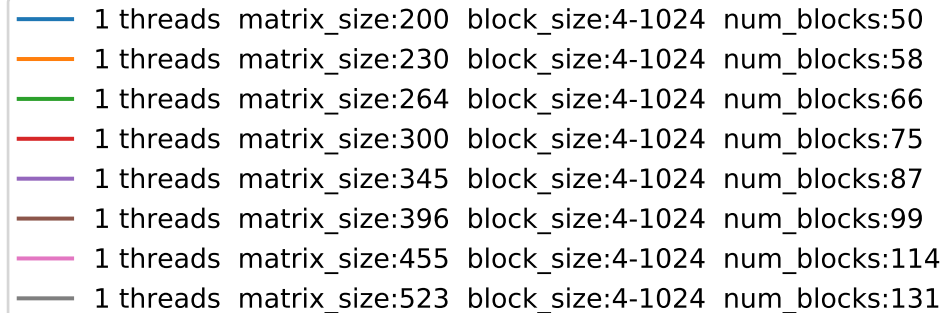 1 threads  matrix_size:200  block_size:4-1024  num_blocks:50
1 threads  matrix_size:230  block_size:4-1024  num_blocks:58
1 threads  matrix_size:264  block_size:4-1024  num_blocks:66
1 threads  matrix_size:300  block_size:4-1024  num_blocks:75
1 threads  matrix_size:345  block_size:4-1024  num_blocks:87
1 threads  matrix_size:396  block_size:4-1024  num_blocks:99
1 threads  matrix_size:455  block_size:4-1024  num_blocks:114
1 threads  matrix_size:523  block_size:4-1024  num_blocks:131